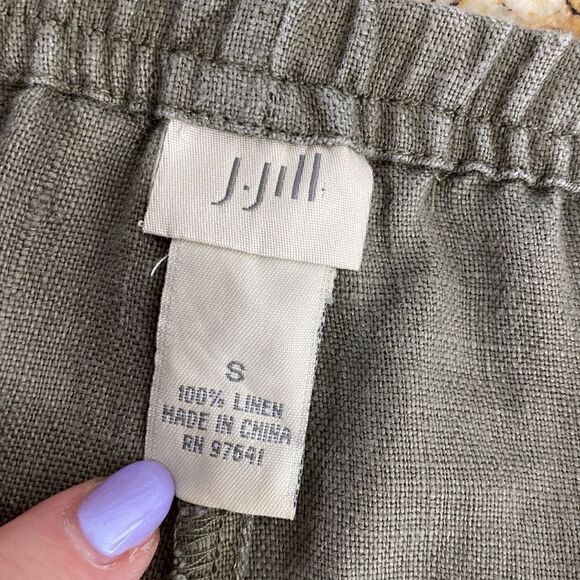 J.Jill
S
100% LINEN
MADE IN CHINA
RN 97641